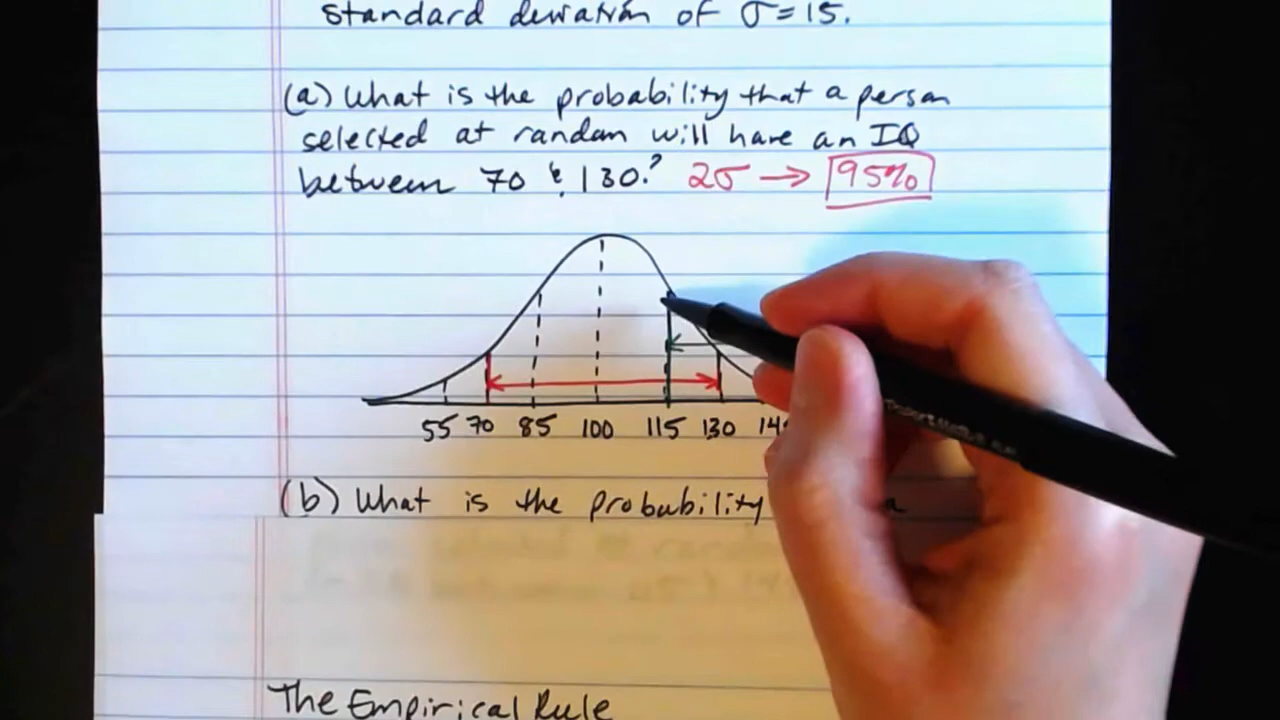 standard deviation of σ=15.
(a) What is the probability that a person
selected at random will have an IQ
between 70 & 130? 2σ → 95%
55 70 85 100 115 130
(b) What is the probability a
The Empirical Rule